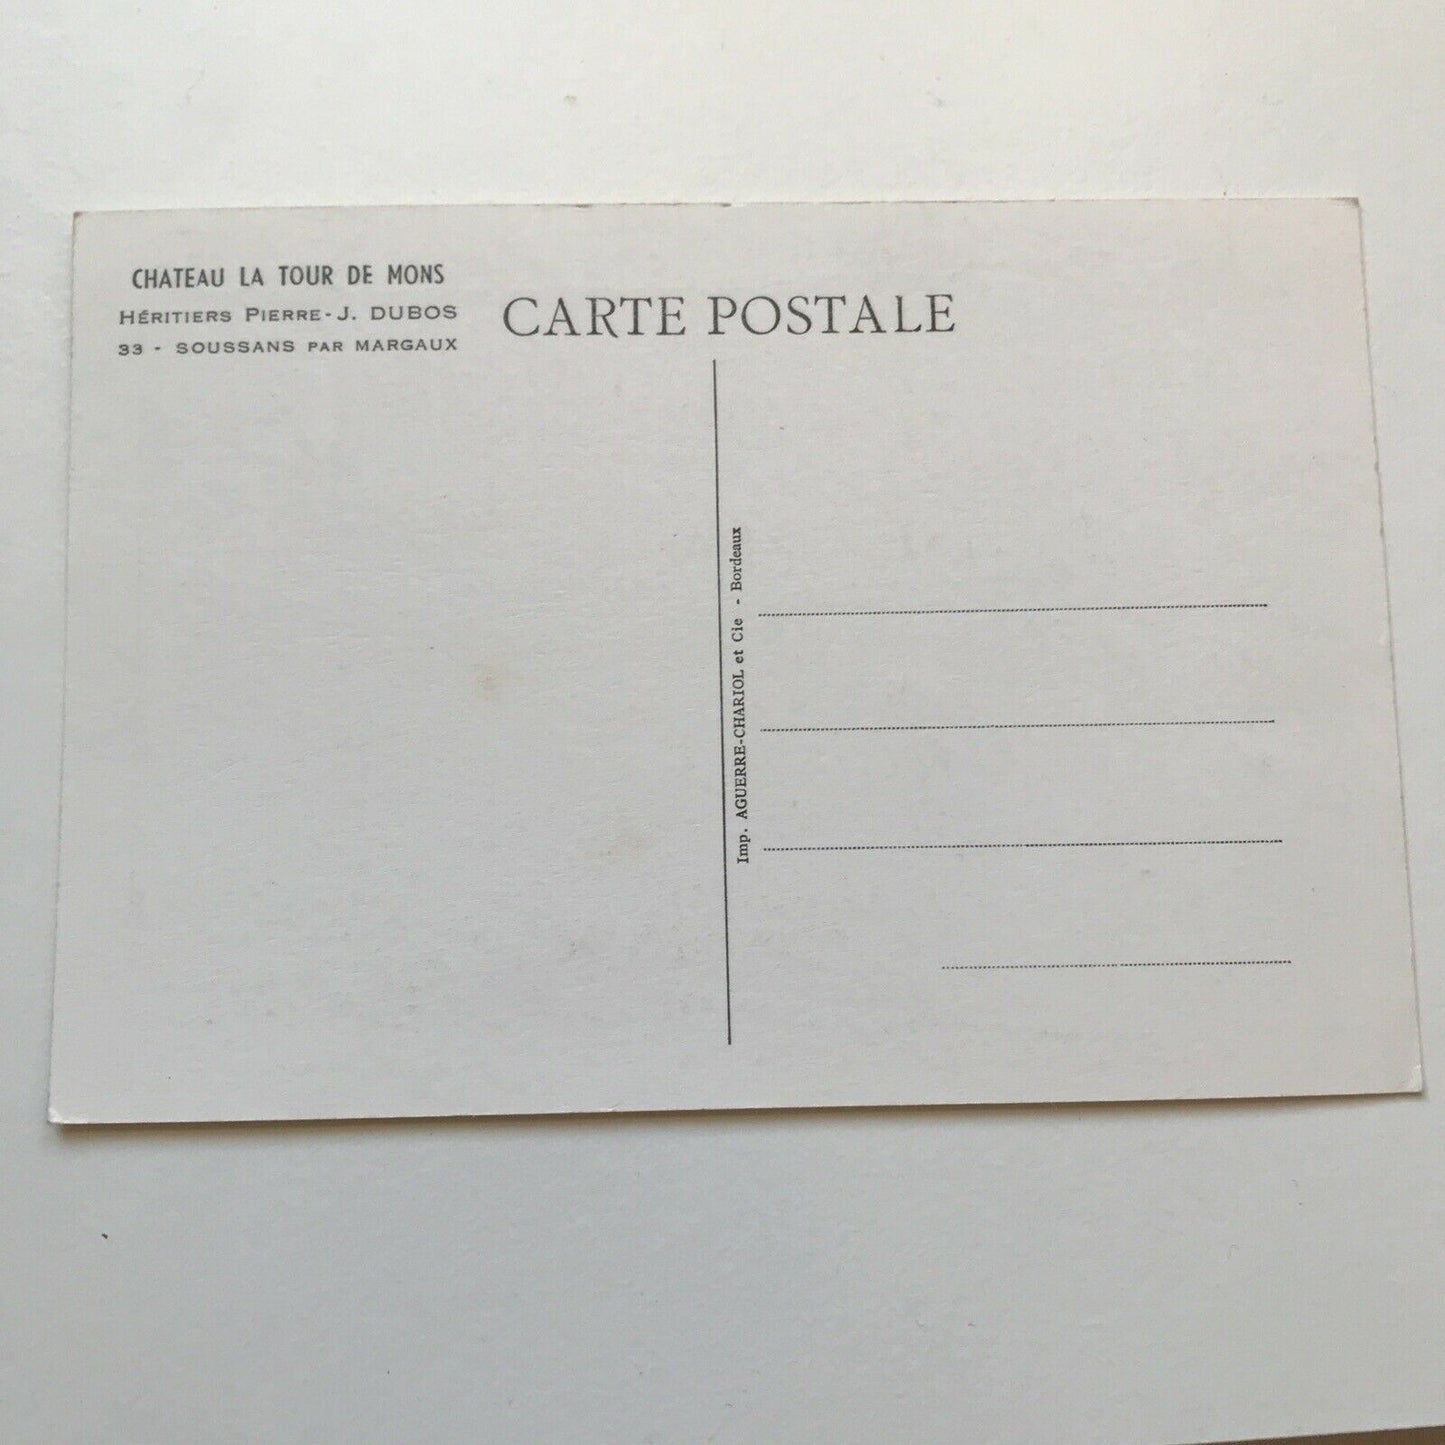 CHATEAU LA TOUR DE MONS
HÉRITIERS PIERRE-J. DUBOS
33 - SOUSSANS PAR MARGAUX
CARTE POSTALE
Imp. AGUERRE-CHARIOL et Cie - Bordeaux